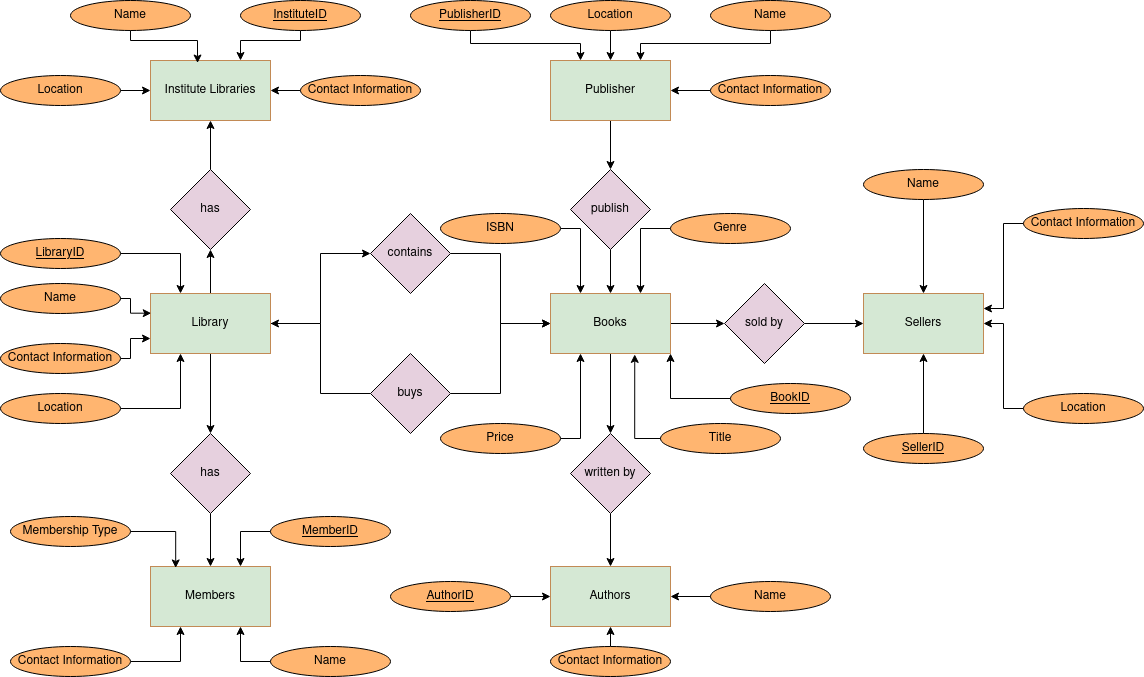 Name
InstituteID
PublisherID
Location
Name
Location
Institute Libraries
Contact Information
Publisher
Contact Information
Name
has
publish
Contact Information
ISBN
Genre
LibraryID
contains
Name
Library
Books
sold by
Sellers
Contact Information
buys
BookID
Location
Location
Price
Title
SellerID
has
written by
Membership Type
MemberID
Members
AuthorID
Authors
Name
Contact Information
Name
Contact Information